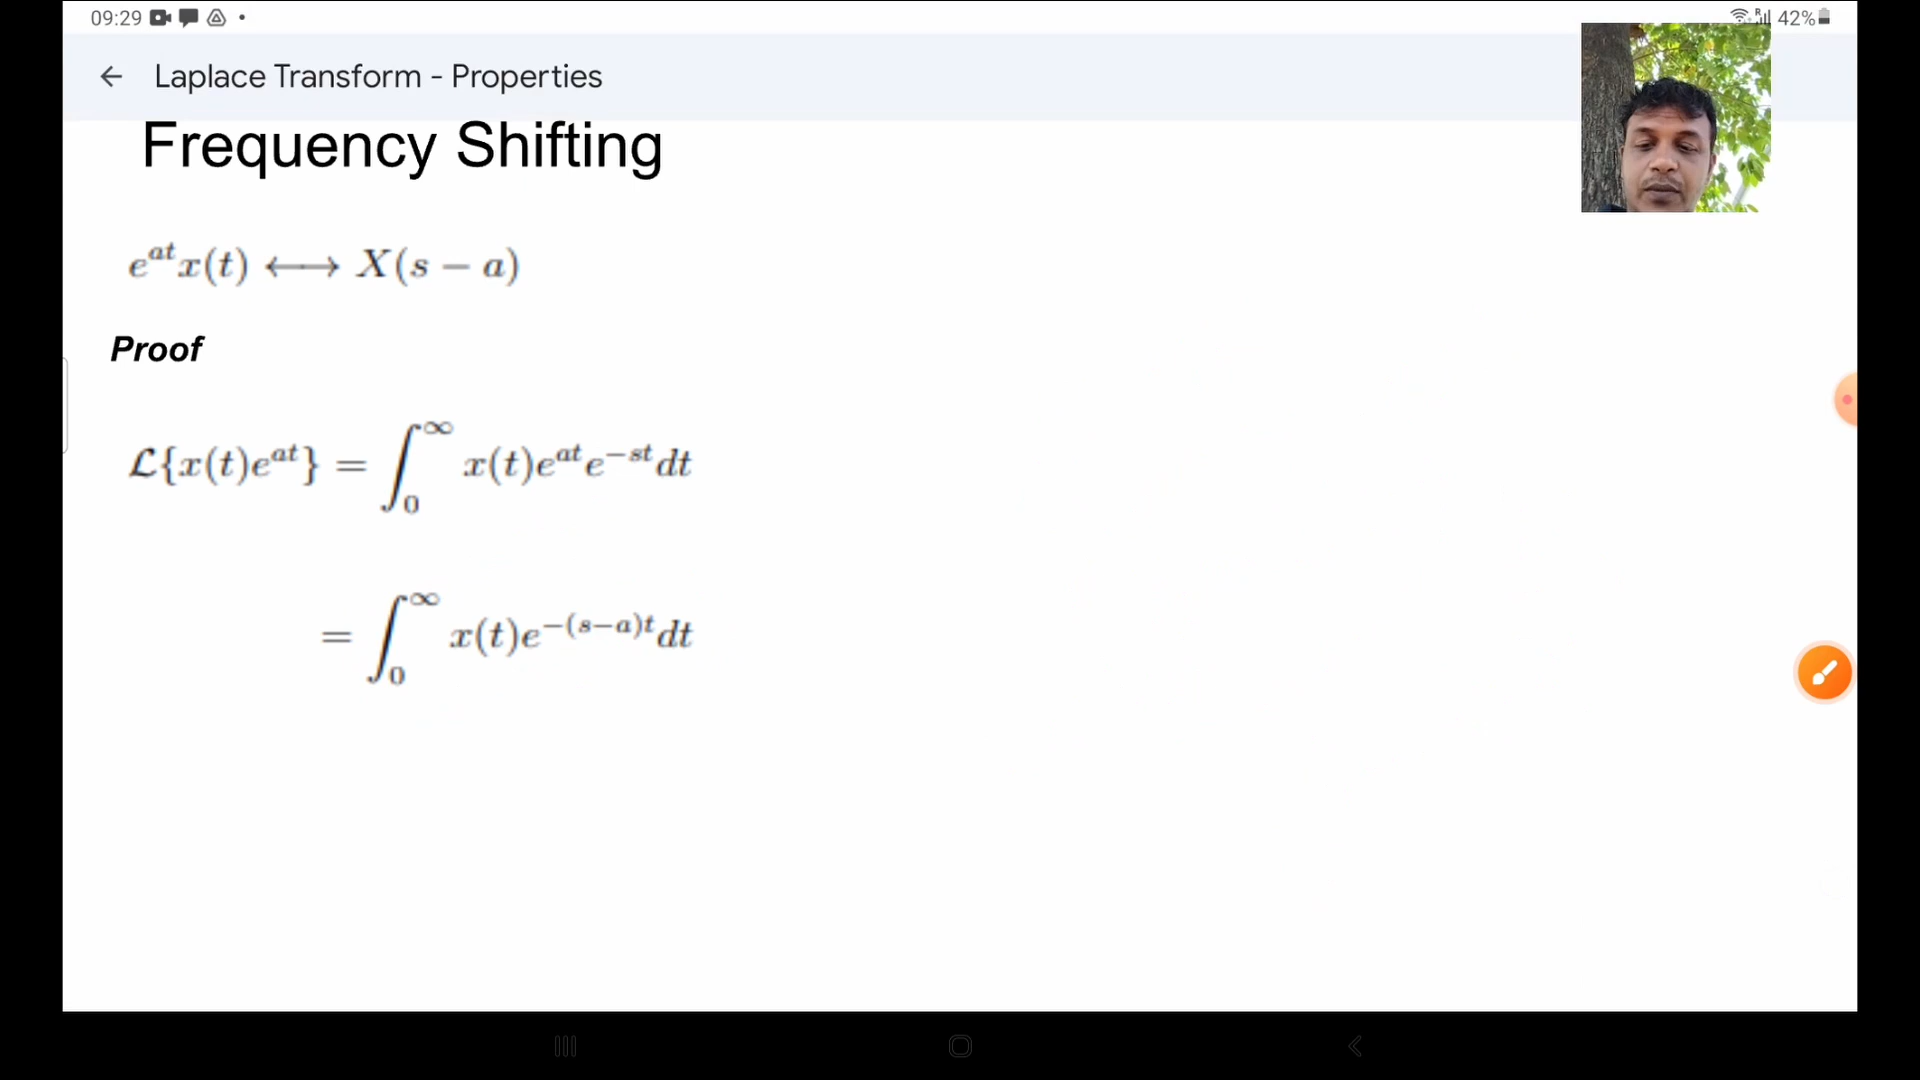 09:29
42%
Laplace Transform - Properties
Frequency Shifting
e^{at}x(t) ⟷ X(s − a)
Proof
ℒ{x(t)e^{at}} = ∫_0^∞ x(t)e^{at}e^{−st}dt
= ∫_0^∞ x(t)e^{−(s−a)t}dt